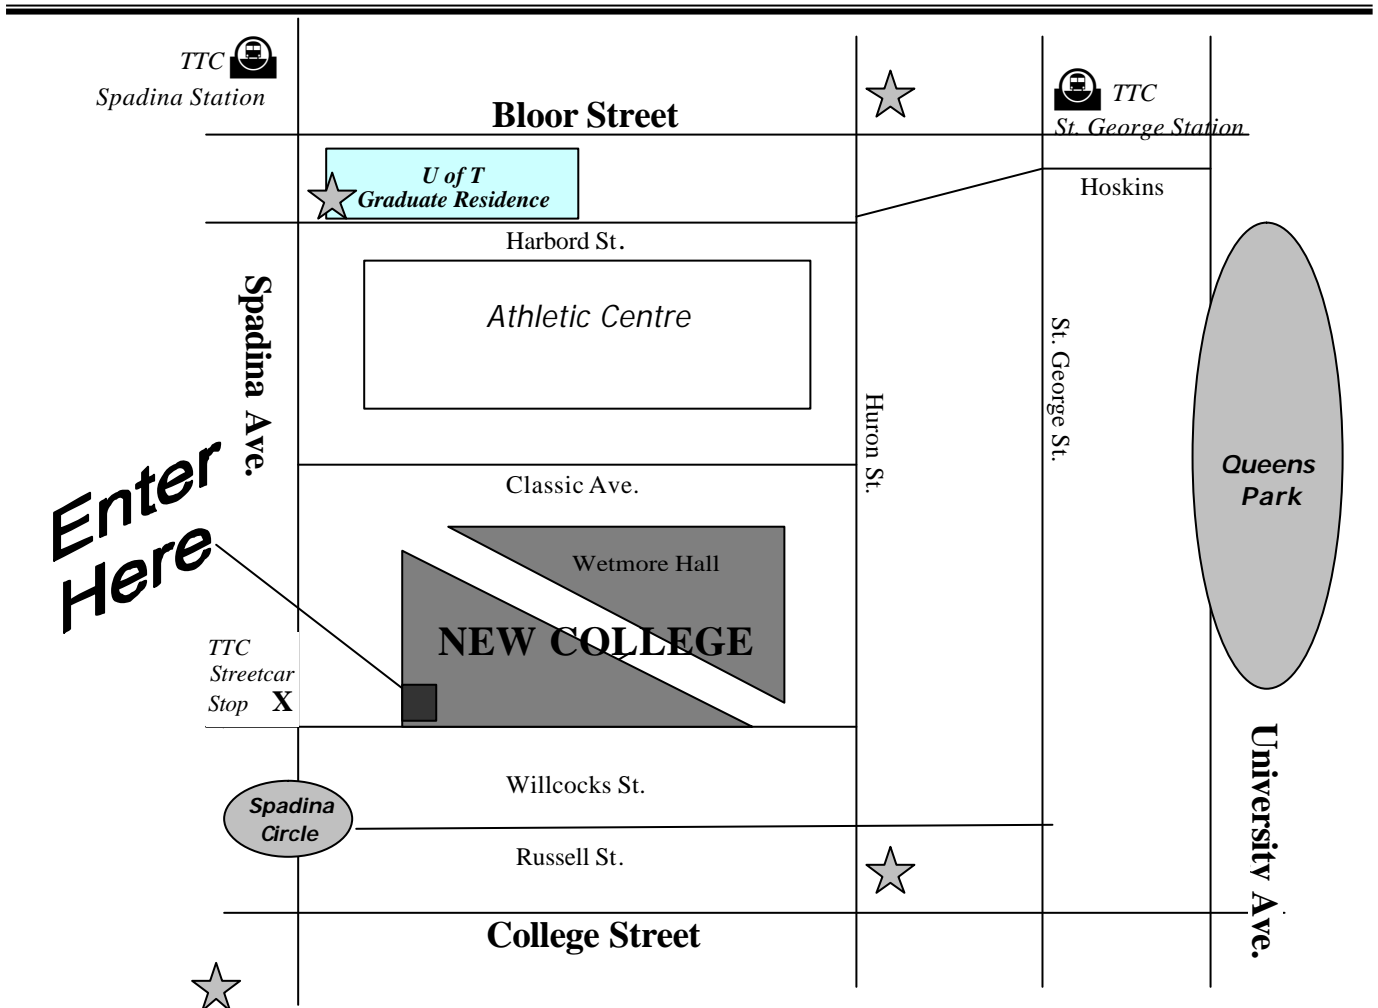 TTC
Spadina Station
TTC
St. George Station
Bloor Street
U of T
Graduate Residence
Hoskins
Harbord St.
Spadina Ave.
Athletic Centre
Huron St.
St. George St.
Queens
Park
Enter
Here
Classic Ave.
Wetmore Hall
NEW COLLEGE
TTC
Streetcar
Stop X
Willcocks St.
Spadina
Circle
Russell St.
University Ave.
College Street